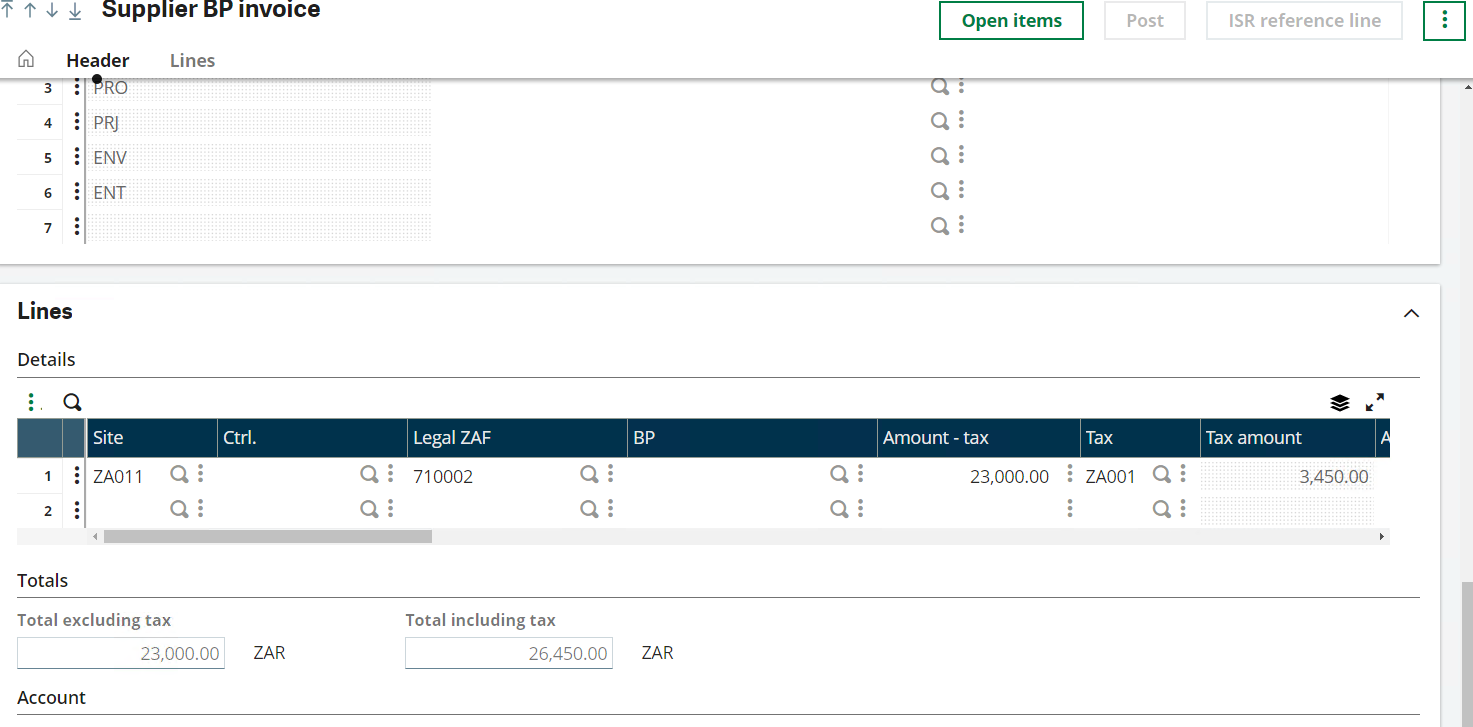 Supplier BP invoice
Open items
Post
ISR reference line
Header
Lines
3 PRO
4 PRJ
5 ENV
6 ENT
7
Lines
Details
Site Ctrl. Legal ZAF BP Amount - tax Tax Tax amount A
1 ZA011 710002 23,000.00 ZA001 3,450.00
2
Totals
Total excluding tax Total including tax
23,000.00 ZAR 26,450.00 ZAR
Account